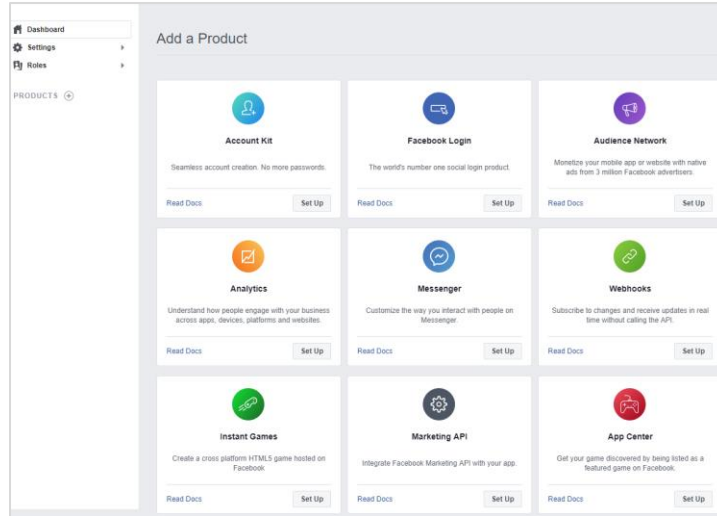 Dashboard
Settings
Roles
PRODUCTS
Add a Product
Account Kit
Seamless account creation. No more passwords.
Read Docs
Set Up
Facebook Login
The world's number one social login product.
Read Docs
Set Up
Audience Network
Monetize your mobile app or website with native
ads from 3 million Facebook advertisers.
Read Docs
Set Up
Analytics
Understand how people engage with your business
across apps, devices, platforms and websites.
Read Docs
Set Up
Messenger
Customize the way you interact with people on
Messenger.
Read Docs
Set Up
Webhooks
Subscribe to changes and receive updates in real
time without calling the API.
Read Docs
Set Up
Instant Games
Create a cross platform HTML5 game hosted on
Facebook.
Read Docs
Set Up
Marketing API
Integrate Facebook Marketing API with your app.
Read Docs
Set Up
App Center
Get your game discovered by being listed as a
featured game on Facebook.
Read Docs
Set Up